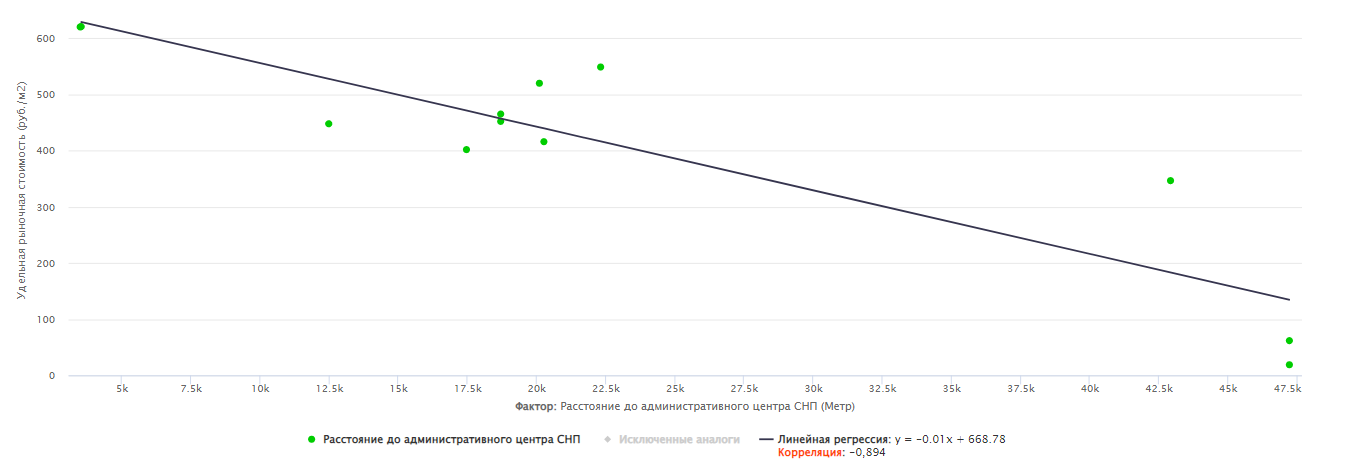 Удельная рыночная стоимость (руб./м2)
600
500
400
300
200
100
0
5k 7.5k 10k 12.5k 15k 17.5k 20k 22.5k 25k 27.5k 30k 32.5k 35k 37.5k 40k 42.5k 45k 47.5k
Фактор: Расстояние до административного центра СНП (Метр)
Расстояние до административного центра СНП Исключенные аналоги Линейная регрессия: y = -0.01x + 668.78
Корреляция: -0,894